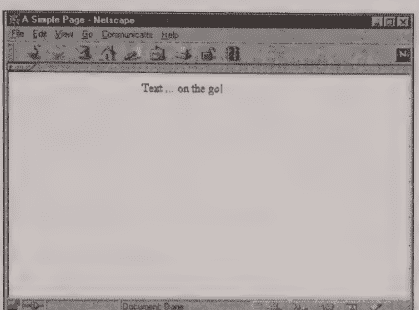 A Simple Page - Netscape
File Edit View Go Communicator Help
N
Text ... on the go!
Document: Done